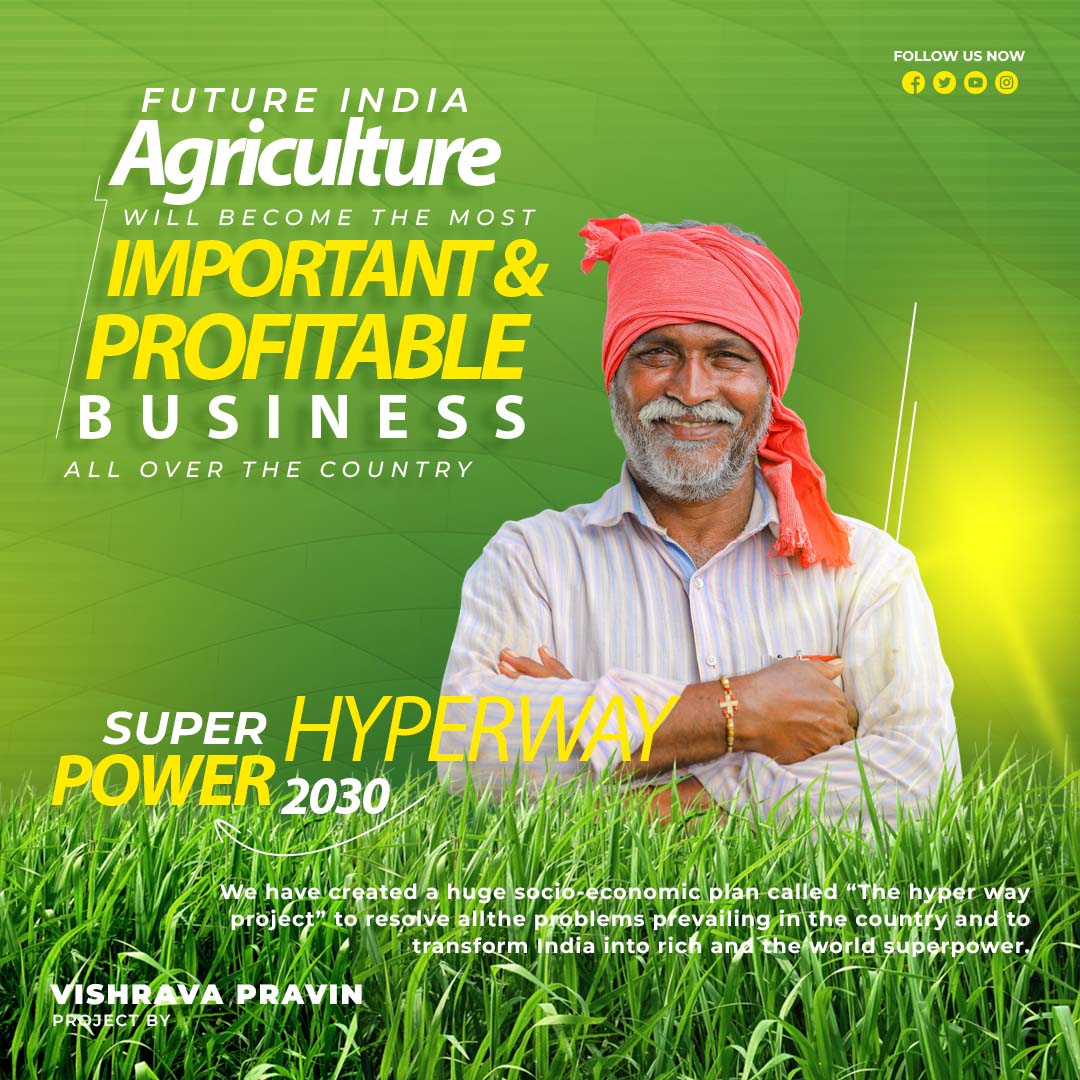 FOLLOW US NOW
FUTURE INDIA
Agriculture
WILL BECOME THE MOST
IMPORTANT &
PROFITABLE
BUSINESS
ALL OVER THE COUNTRY
SUPER
POWER
HYPERWAY
2030
We have created a huge socio-economic plan called “The hyper way
project” to resolve allthe problems prevailing in the country and to
transform India into rich and the world superpower.
VISHRAVA PRAVIN
PROJECT BY